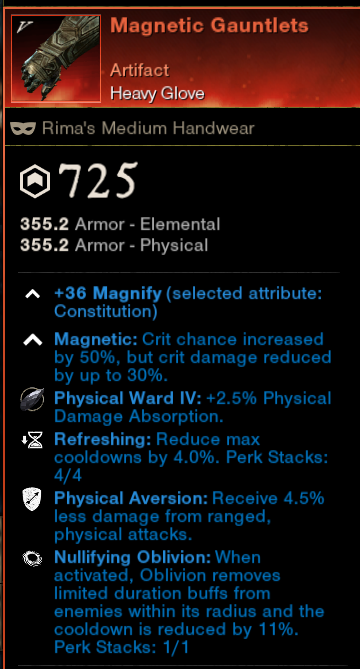 V
Magnetic Gauntlets
Artifact
Heavy Glove
Rima's Medium Handwear
725
355.2 Armor - Elemental
355.2 Armor - Physical
+36 Magnify (selected attribute:
Constitution)
Magnetic: Crit chance increased
by 50%, but crit damage reduced
by up to 30%.
Physical Ward IV: +2.5% Physical
Damage Absorption.
Refreshing: Reduce max
cooldowns by 4.0%. Perk Stacks:
4/4
Physical Aversion: Receive 4.5%
less damage from ranged,
physical attacks.
Nullifying Oblivion: When
activated, Oblivion removes
limited duration buffs from
enemies within its radius and the
cooldown is reduced by 11%.
Perk Stacks: 1/1